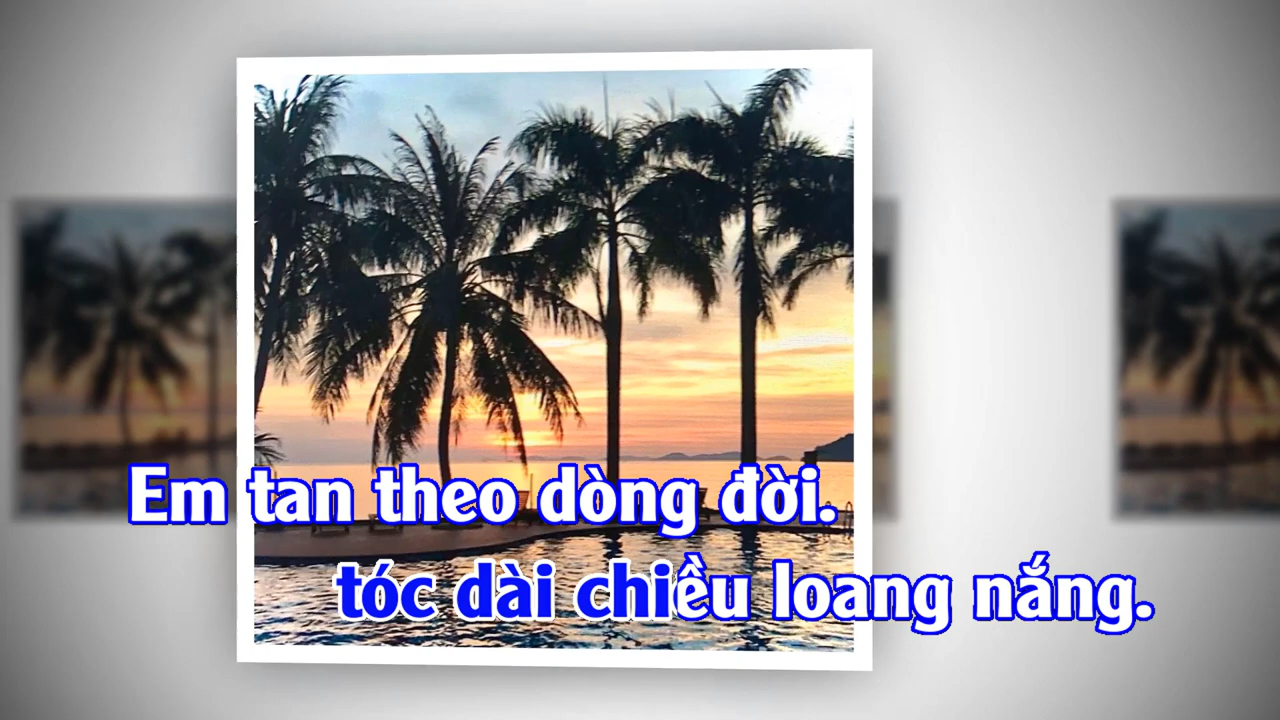 Em tan theo dòng đời.
tóc dài chiều loang nắng.